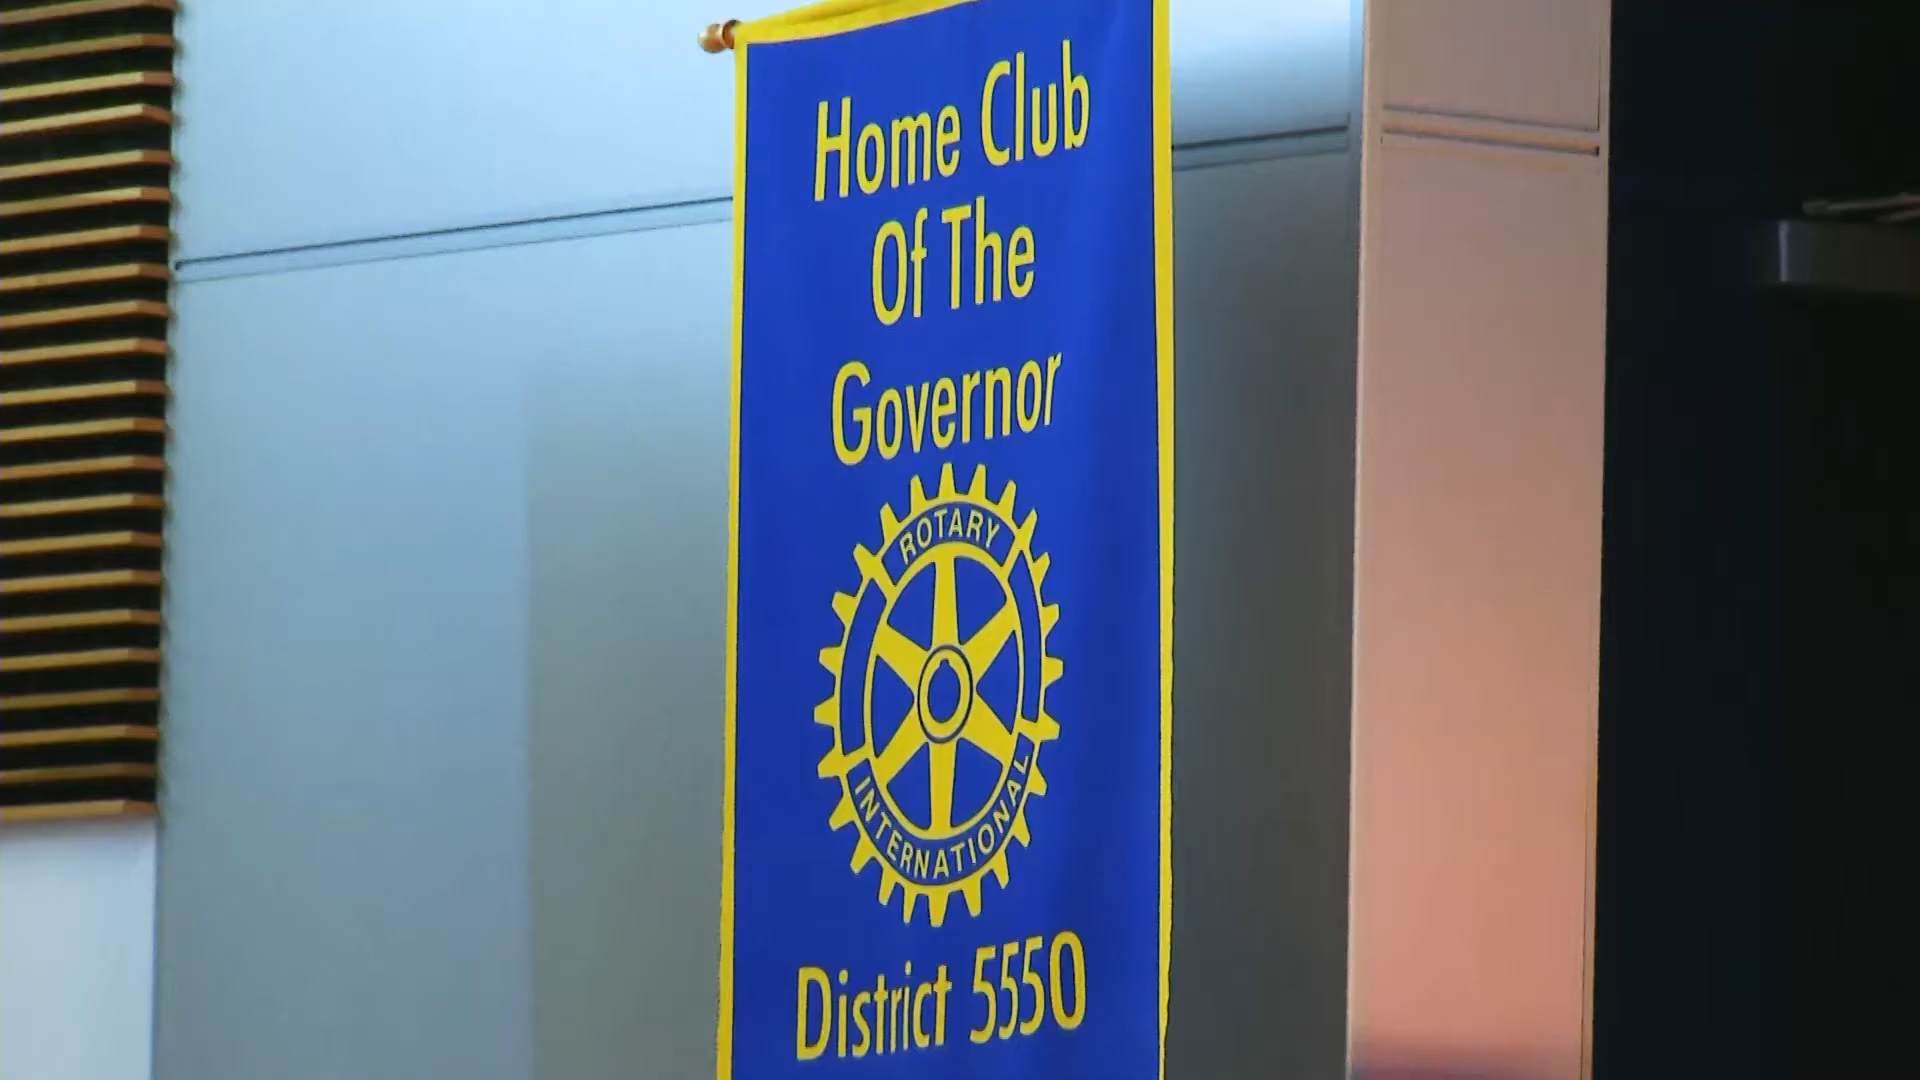 Home Club
Of The
Governor
ROTARY
INTERNATIONAL
District 5550